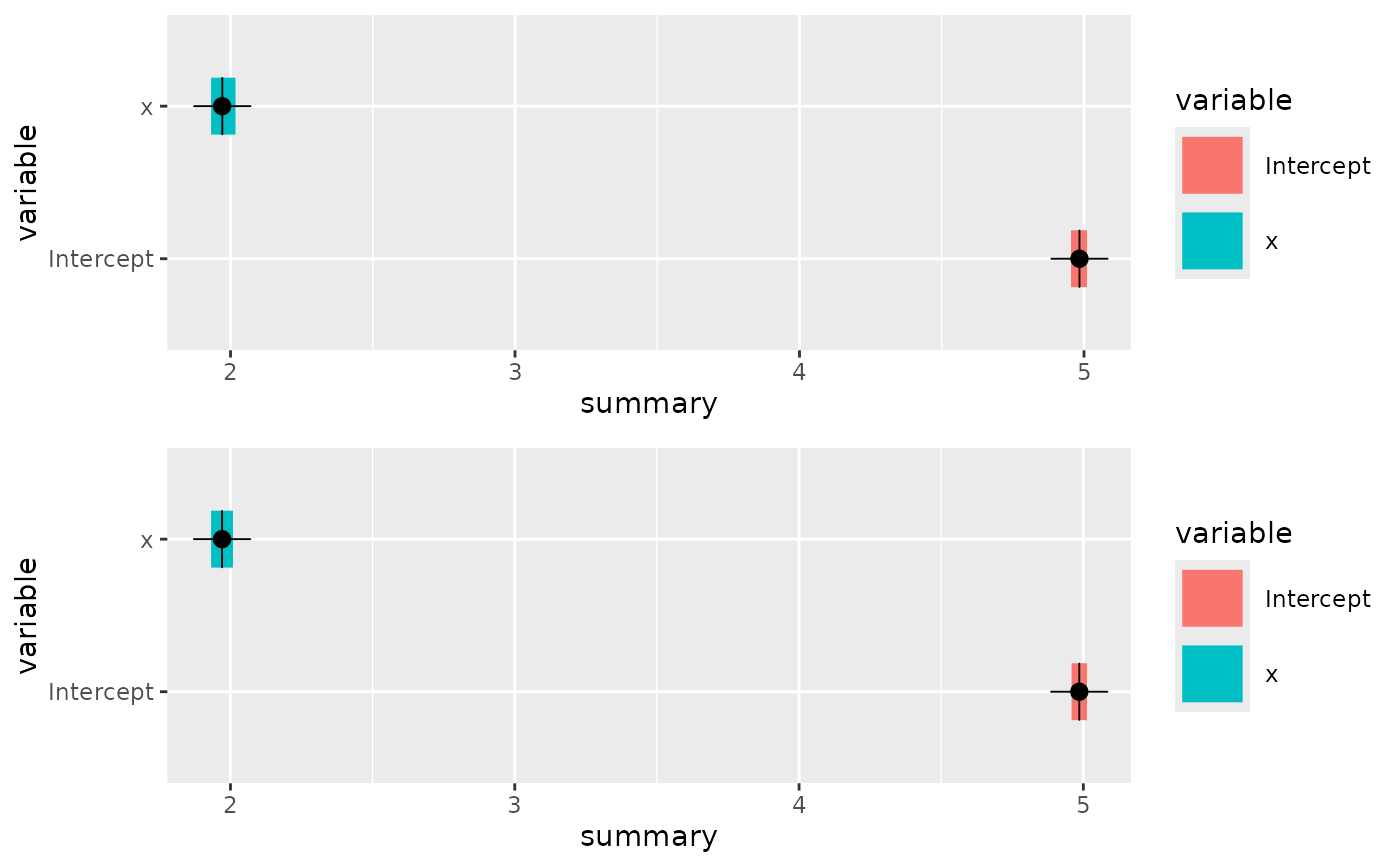 variable
x
Intercept
2 3 4 5
summary
variable
Intercept
x
variable
x
Intercept
2 3 4 5
summary
variable
Intercept
x